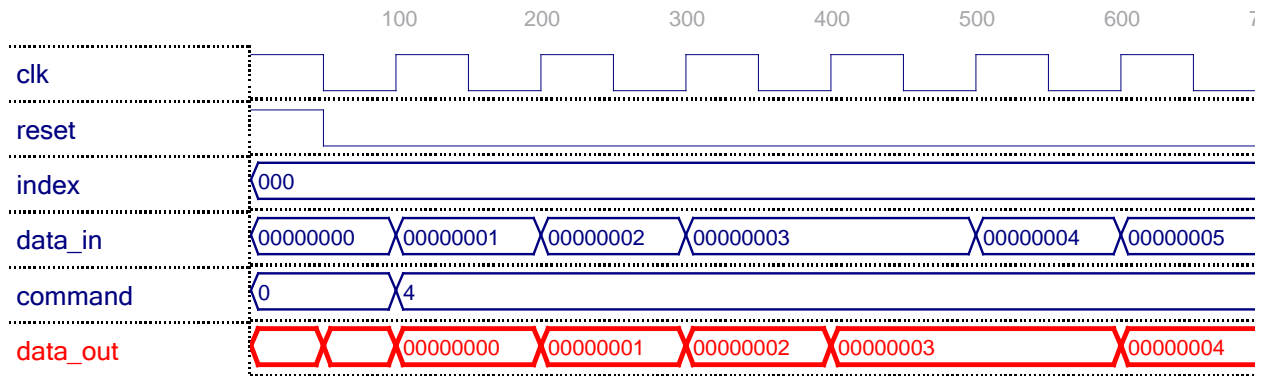 100 200 300 400 500 600
clk
reset
index 000
data_in 00000000 00000001 00000002 00000003 00000004 00000005
command 0 4
data_out 00000000 00000001 00000002 00000003 00000004